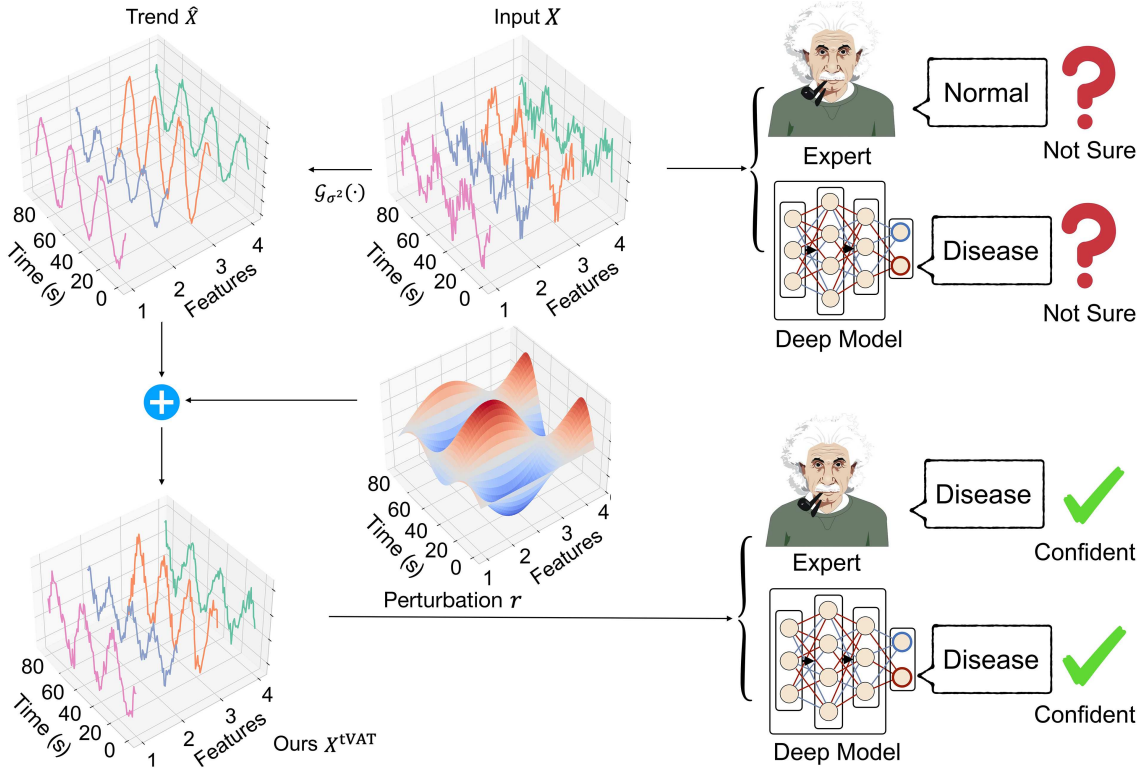 Trend X̂
Input X
80
60
40
20
0
Time (s)
1
2
3
4
Features
𝒢σ²(·)
80
60
40
20
0
Time (s)
1
2
3
4
Features
Expert
Normal
?
Not Sure
Deep Model
Disease
?
Not Sure
+
80
60
40
20
0
Time (s)
1
2
3
4
Features
Perturbation r
80
60
40
20
0
Time (s)
1
2
3
4
Features
Ours X^tVAT
Expert
Disease
Confident
Deep Model
Disease
Confident